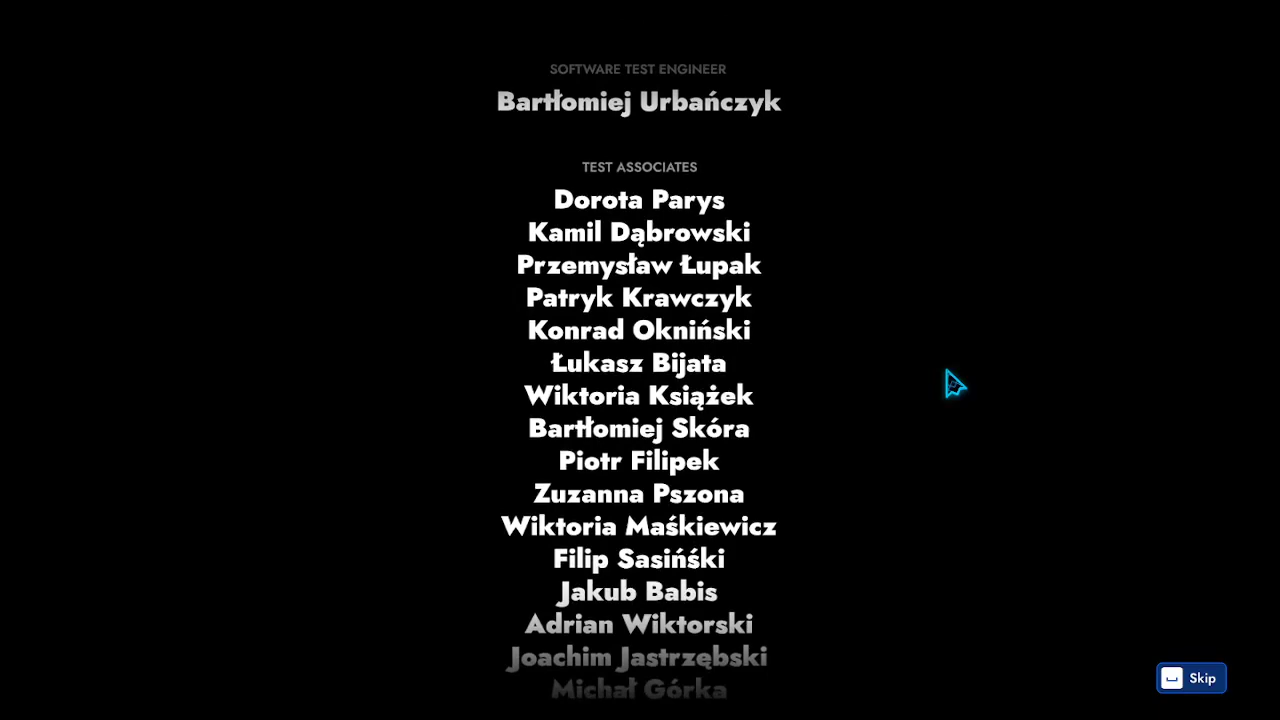 SOFTWARE TEST ENGINEER
Bartłomiej Urbańczyk
TEST ASSOCIATES
Dorota Parys
Kamil Dąbrowski
Przemysław Łupak
Patryk Krawczyk
Konrad Okniński
Łukasz Bijata
Wiktoria Książek
Bartłomiej Skóra
Piotr Filipek
Zuzanna Pszona
Wiktoria Maśkiewicz
Filip Sasińśki
Jakub Babis
Adrian Wiktorski
Joachim Jastrzębski
Michał Górka
Skip